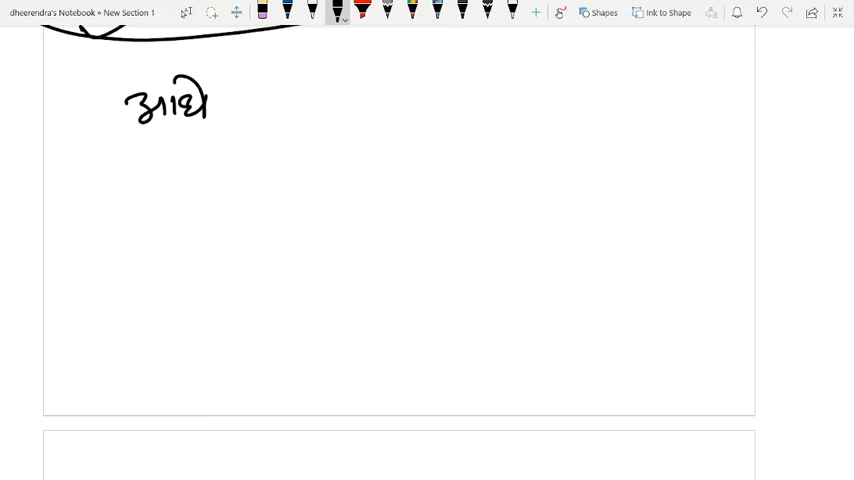 dheerendra's Notebook » New Section 1
Shapes
Ink to Shape
आधे